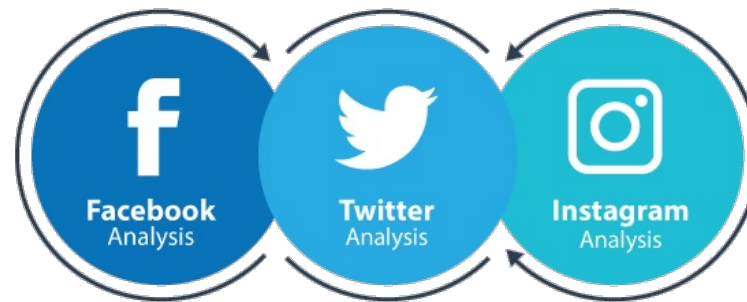 Facebook
Analysis
Twitter
Analysis
Instagram
Analysis